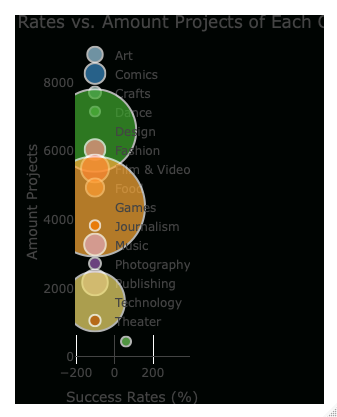 Rates vs. Amount Projects of Each C
Art
Comics
Crafts
Dance
Design
Fashion
Film & Video
Food
Games
Journalism
Music
Photography
Publishing
Technology
Theater
8000
6000
4000
2000
0
Amount Projects
−200 0 200
Success Rates (%)